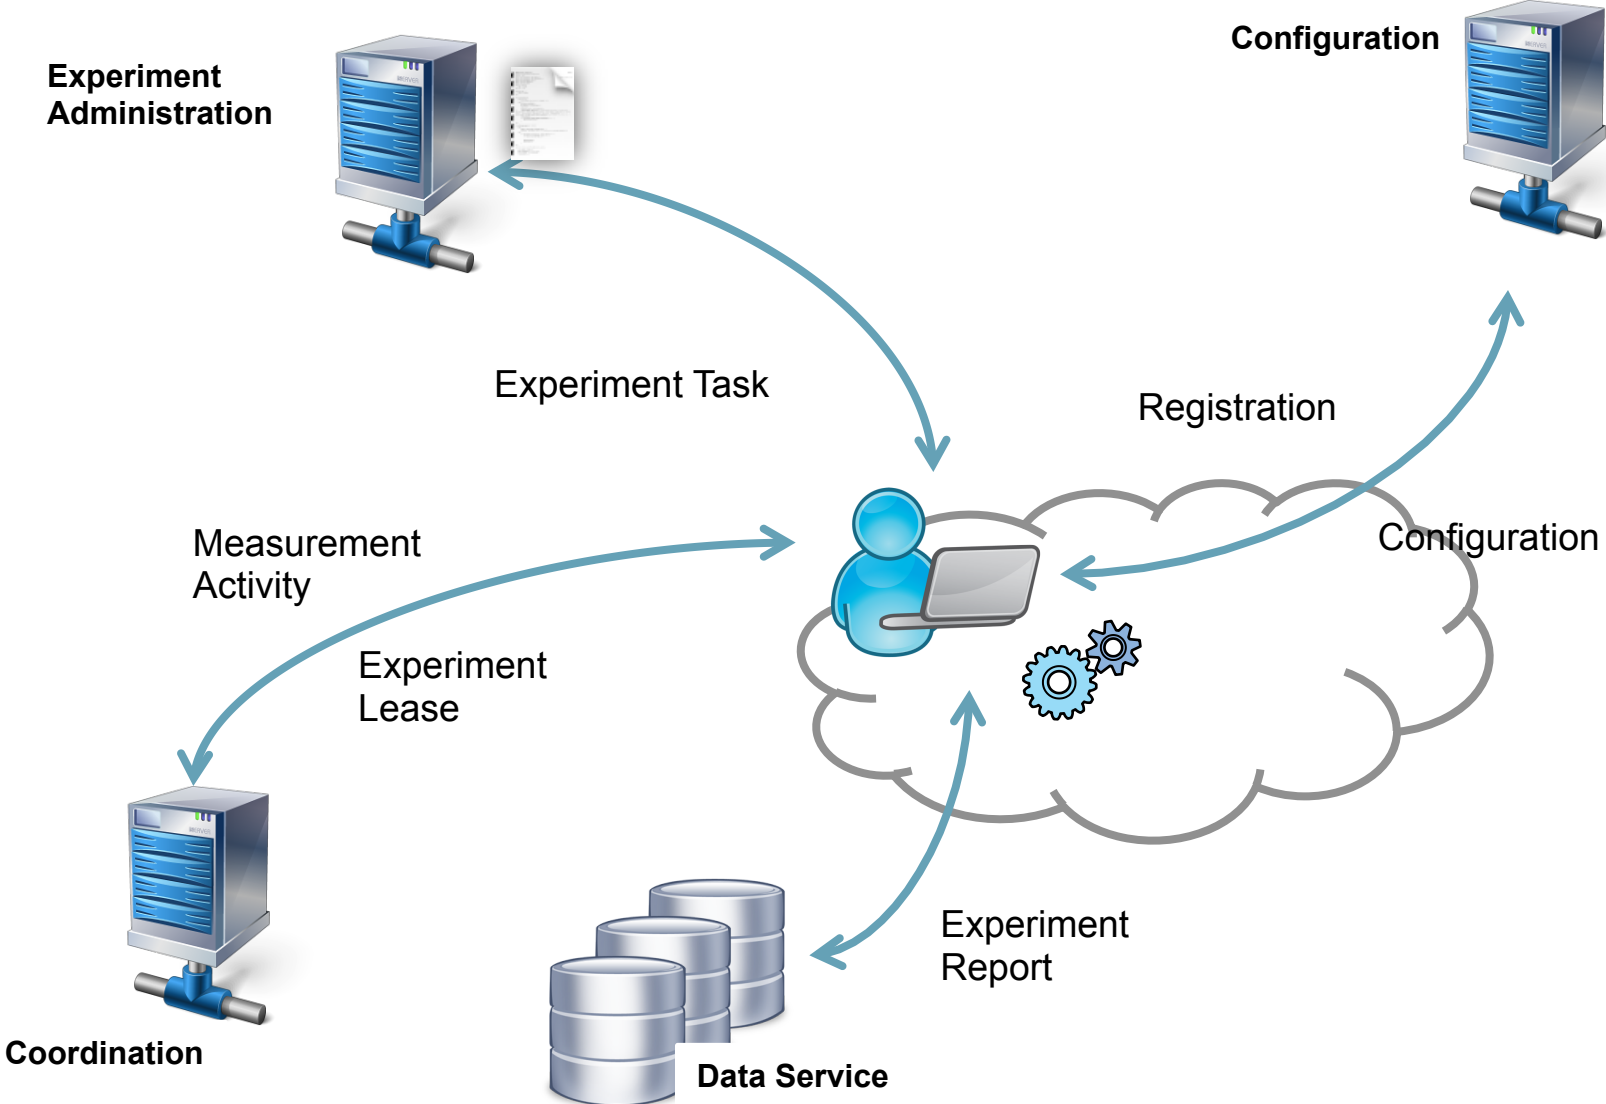 Configuration
Experiment
Administration
Experiment Task
Registration
Configuration
Measurement
Activity
Experiment
Lease
Experiment
Report
Coordination
Data Service